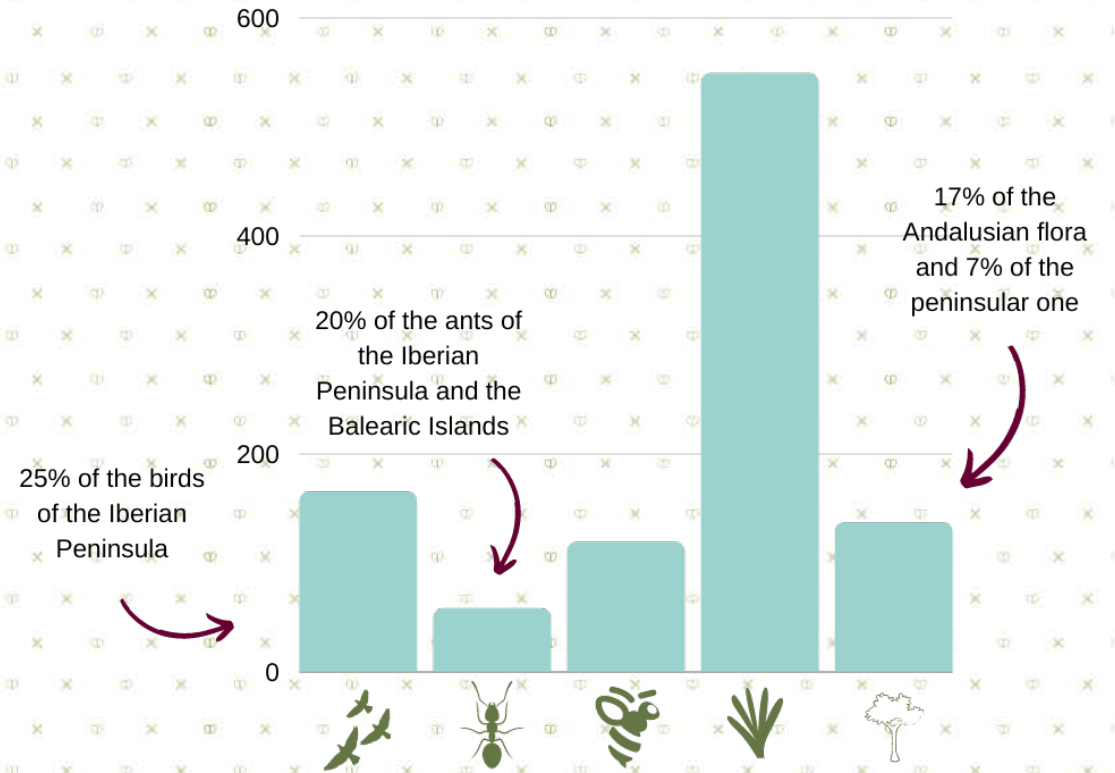 600
400
200
0
25% of the birds
of the Iberian
Peninsula
20% of the ants of
the Iberian
Peninsula and the
Balearic Islands
17% of the
Andalusian flora
and 7% of the
peninsular one